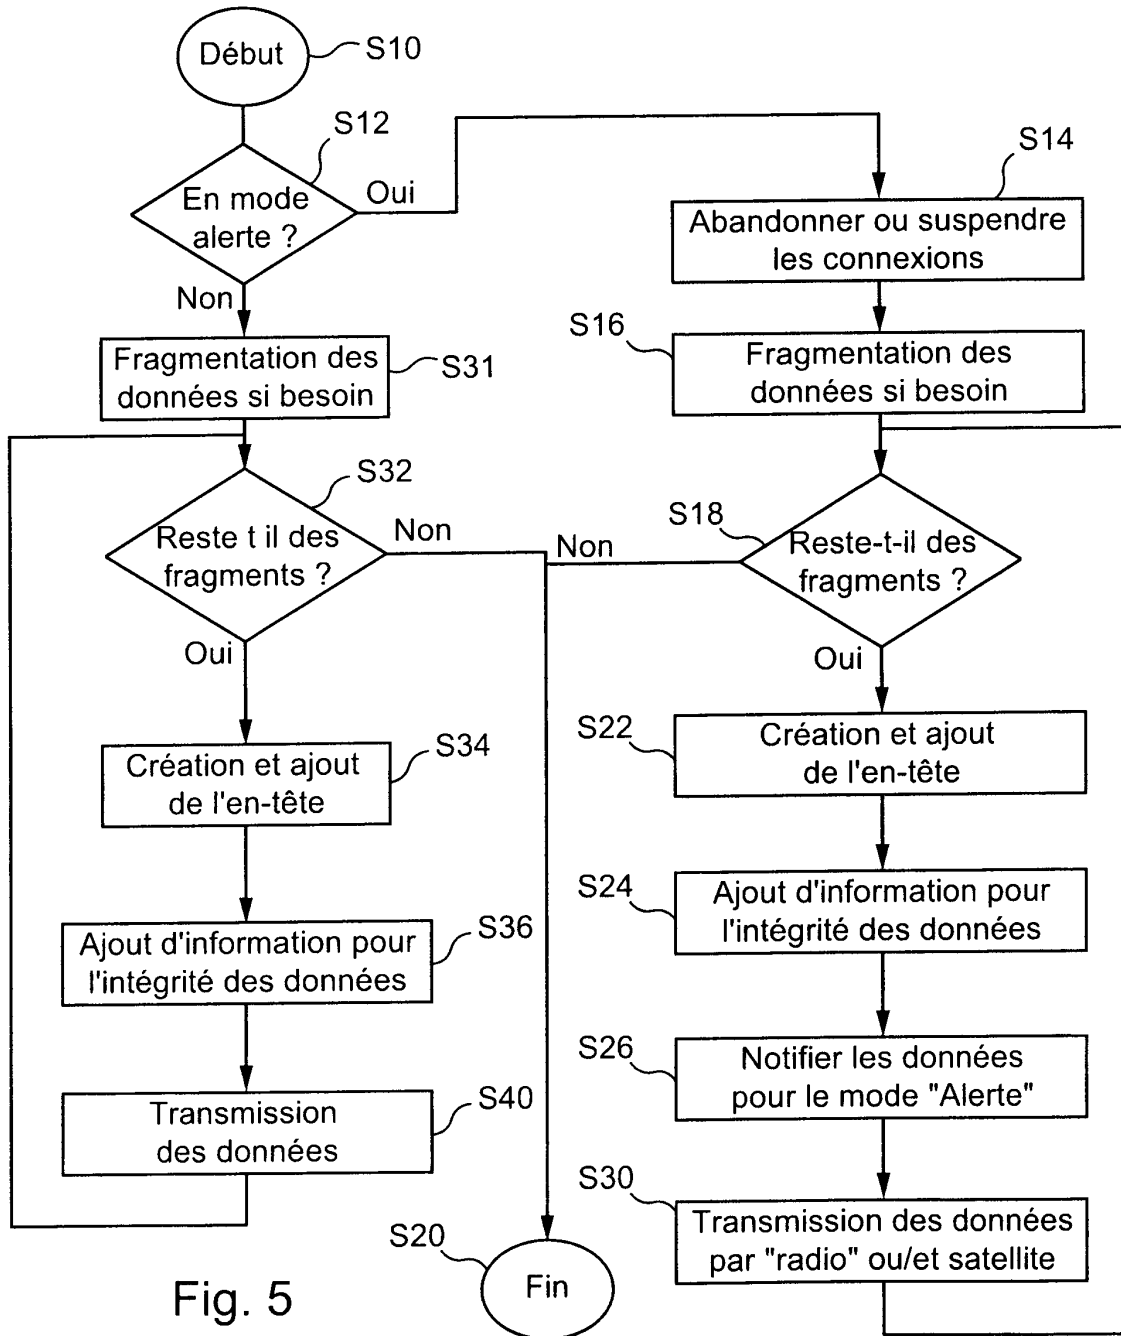 Début
S10
S12
En mode
alerte ?
Oui
S14
Abandonner ou suspendre
les connexions
Non
S16
Fragmentation des
données si besoin
S31
Fragmentation des
données si besoin
S32
Reste t il des
fragments ?
Non
Non
S18
Reste-t-il des
fragments ?
Oui
Oui
S34
Création et ajout
de l'en-tête
S22
Création et ajout
de l'en-tête
S36
Ajout d'information pour
l'intégrité des données
S24
Ajout d'information pour
l'intégrité des données
S26
Notifier les données
pour le mode "Alerte"
S40
Transmission
des données
S30
Transmission des données
par "radio" ou/et satellite
S20
Fin
Fig. 5